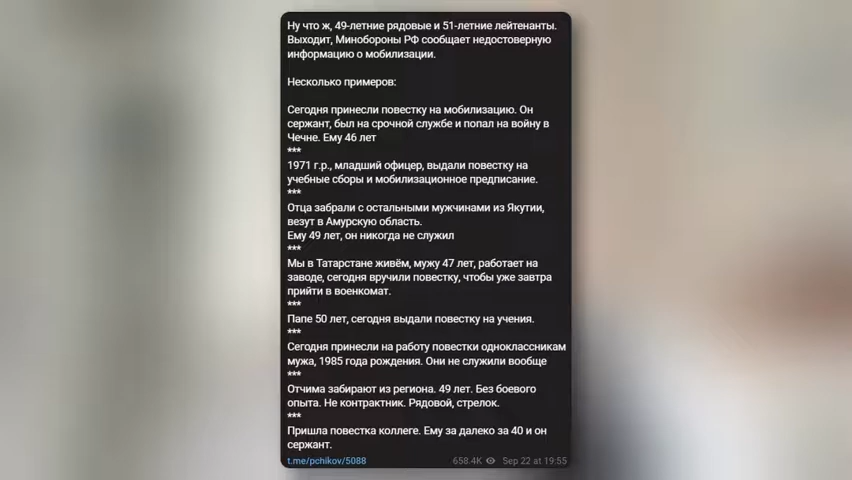 Ну что ж, 49-летние рядовые и 51-летние лейтенанты.
Выходит, Минобороны РФ сообщает недостоверную
информацию о мобилизации.
Несколько примеров:
Сегодня принесли повестку на мобилизацию. Он
сержант, был на срочной службе и попал на войну в
Чечне. Ему 46 лет
***
1971 г.р., младший офицер, выдали повестку на
учебные сборы и мобилизационное предписание.
***
Отца забрали с остальными мужчинами из Якутии,
везут в Амурскую область.
Ему 49 лет, он никогда не служил
***
Мы в Татарстане живём, мужу 47 лет, работает на
заводе, сегодня вручили повестку, чтобы уже завтра
прийти в военкомат.
***
Папе 50 лет, сегодня выдали повестку на учения.
***
Сегодня принесли на работу повестки одноклассникам
мужа, 1985 года рождения. Они не служили вообще
***
Отчима забирают из региона. 49 лет. Без боевого
опыта. Не контрактник. Рядовой, стрелок.
***
Пришла повестка коллеге. Ему за далеко за 40 и он
сержант.
t.me/pchikov/5088 658.4K Sep 22 at 19:55